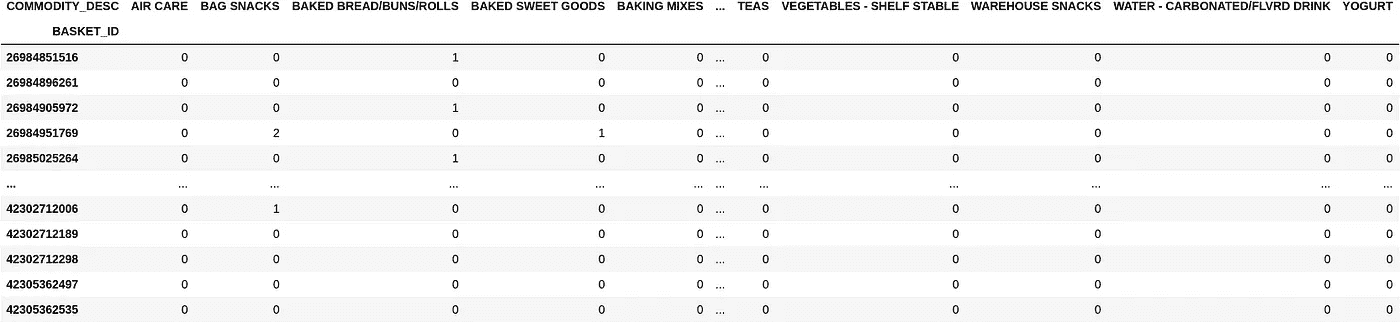 COMMODITY_DESC AIR CARE BAG SNACKS BAKED BREAD/BUNS/ROLLS BAKED SWEET GOODS BAKING MIXES ... TEAS VEGETABLES - SHELF STABLE WAREHOUSE SNACKS WATER - CARBONATED/FLVRD DRINK YOGURT
BASKET_ID
26984851516 0 0 1 0 0 ... 0 0 0 0 0
26984896261 0 0 0 0 0 ... 0 0 0 0 0
26984905972 0 0 1 0 0 ... 0 0 0 0 0
26984951769 0 2 0 1 0 ... 0 0 0 0 0
26985025264 0 0 1 0 0 ... 0 0 0 0 0
... ... ... ... ... ... ... ... ... ... ... ...
42302712006 0 1 0 0 0 ... 0 0 0 0 0
42302712189 0 0 0 0 0 ... 0 0 0 0 0
42302712298 0 0 0 0 0 ... 0 0 0 0 0
42305362497 0 0 0 0 0 ... 0 0 0 0 0
42305362535 0 0 0 0 0 ... 0 0 0 0 0